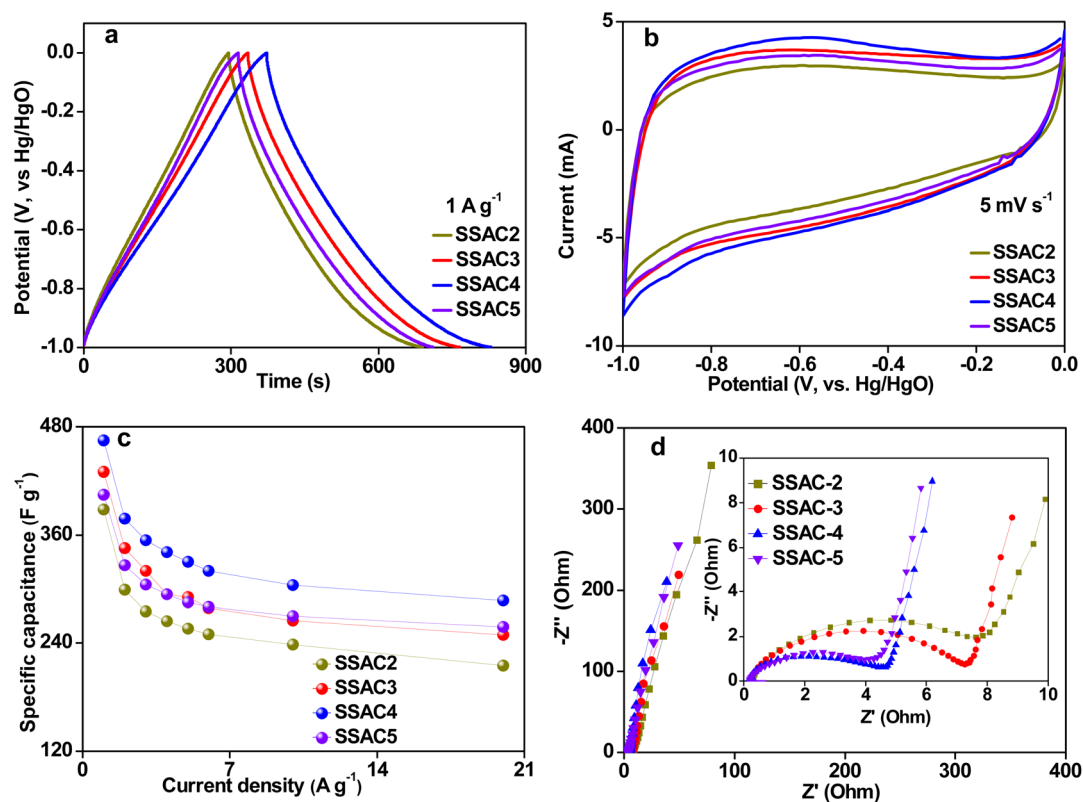 a
0.0
-0.2
-0.4
-0.6
-0.8
-1.0
Potential (V, vs Hg/HgO)
1 A g⁻¹
SSAC2
SSAC3
SSAC4
SSAC5
0
300
600
900
Time (s)
b
5
0
-5
-10
Current (mA)
5 mV s⁻¹
SSAC2
SSAC3
SSAC4
SSAC5
-1.0
-0.8
-0.6
-0.4
-0.2
0.0
Potential (V, vs. Hg/HgO)
c
480
360
240
120
Specific capacitance (F g⁻¹)
SSAC2
SSAC3
SSAC4
SSAC5
0
7
14
21
Current density (A g⁻¹)
d
400
300
200
100
0
-Z'' (Ohm)
0
100
200
300
400
Z' (Ohm)
10
8
6
4
2
0
-Z'' (Ohm)
SSAC-2
SSAC-3
SSAC-4
SSAC-5
0
2
4
6
8
10
Z' (Ohm)